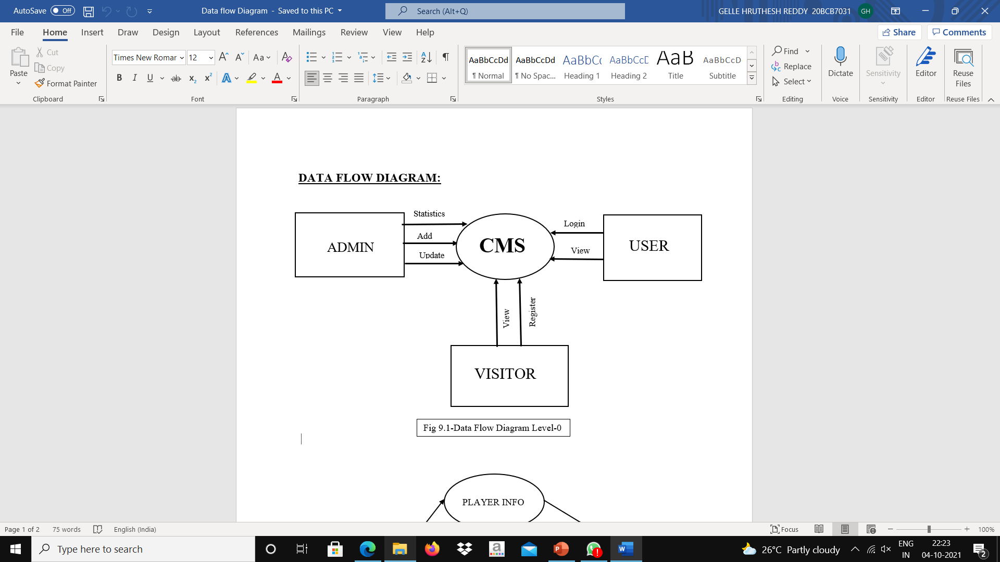 AutoSave Off Data flow Diagram - Saved to this PC Search (Alt+Q) GELLE HRUTHESH REDDY 20BCB7031 GH
File Home Insert Draw Design Layout References Mailings Review View Help Share Comments
Paste Cut
Copy
Format Painter
Clipboard
Times New Romar 12
Font
Paragraph
AaBbCcDd AaBbCcDd AaBbCc AaBbCcC AaB AaBbCcD
¶ Normal ¶ No Spac... Heading 1 Heading 2 Title Subtitle
Styles
Find
Replace
Select
Editing
Dictate
Voice
Sensitivity
Sensitivity
Editor
Editor
Reuse
Files
Reuse Files
DATA FLOW DIAGRAM:
ADMIN
Statistics
Add
Update
CMS
Login
View
USER
View
Register
VISITOR
Fig 9.1-Data Flow Diagram Level-0
PLAYER INFO
Page 1 of 2 75 words English (India) Focus 100%
Type here to search 26°C Partly cloudy ENG
IN
22:23
04-10-2021
2